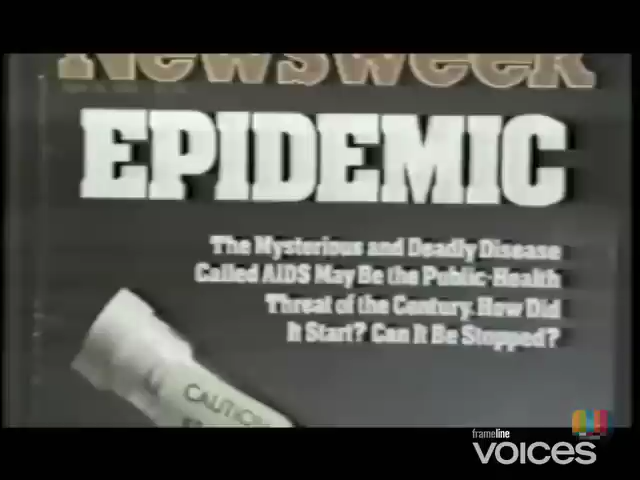 Newsweek
EPIDEMIC
The Mysterious and Deadly Disease
Called AIDS May Be the Public-Health
Threat of the Century. How Did
It Start? Can It Be Stopped?
CAUTION
frameline
VOICES